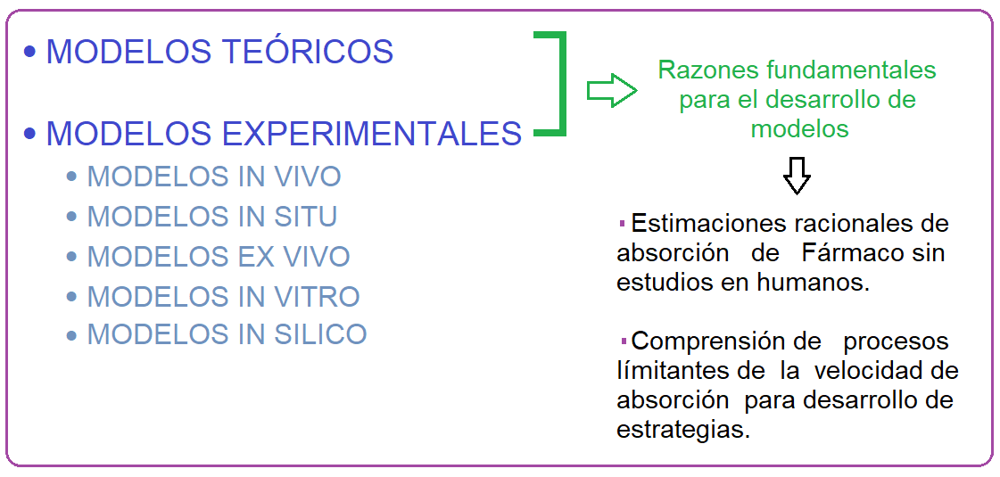 • MODELOS TEÓRICOS
• MODELOS EXPERIMENTALES
• MODELOS IN VIVO
• MODELOS IN SITU
• MODELOS EX VIVO
• MODELOS IN VITRO
• MODELOS IN SILICO
Razones fundamentales
para el desarrollo de
modelos
▪Estimaciones racionales de
absorción de Fármaco sin
estudios en humanos.
▪Comprensión de procesos
límitantes de la velocidad de
absorción para desarrollo de
estrategias.